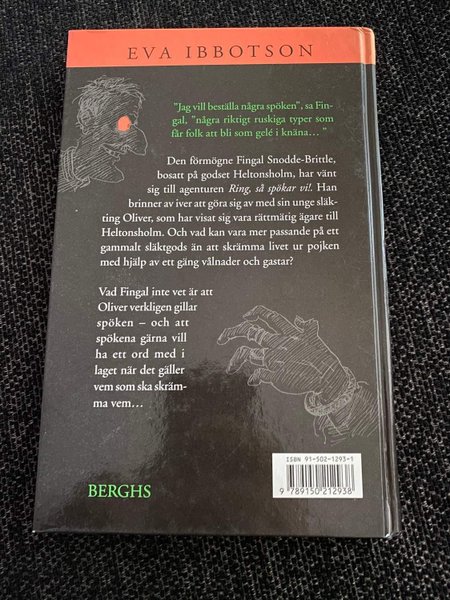 EVA IBBOTSON
"Jag vill beställa några spöken", sa Fin-
gal, "några riktigt ruskiga typer som
får folk att bli som gelé i knäna… "
Den förmögne Fingal Snodde-Brittle,
bosatt på godset Heltonsholm, har vänt
sig till agenturen Ring, så spökar vi!. Han
brinner av iver att göra sig av med sin unge släk-
ting Oliver, som har visat sig vara rättmätig ägare till
Heltonsholm. Och vad kan vara mer passande på ett
gammalt släktgods än att skrämma livet ur pojken
med hjälp av ett gäng vålnader och gastar?
Vad Fingal inte vet är att
Oliver verkligen gillar
spöken – och att
spökena gärna vill
ha ett ord med i
laget när det gäller
vem som ska skräm-
ma vem…
ISBN 91-502-1293-1
9 789150 212938
BERGHS